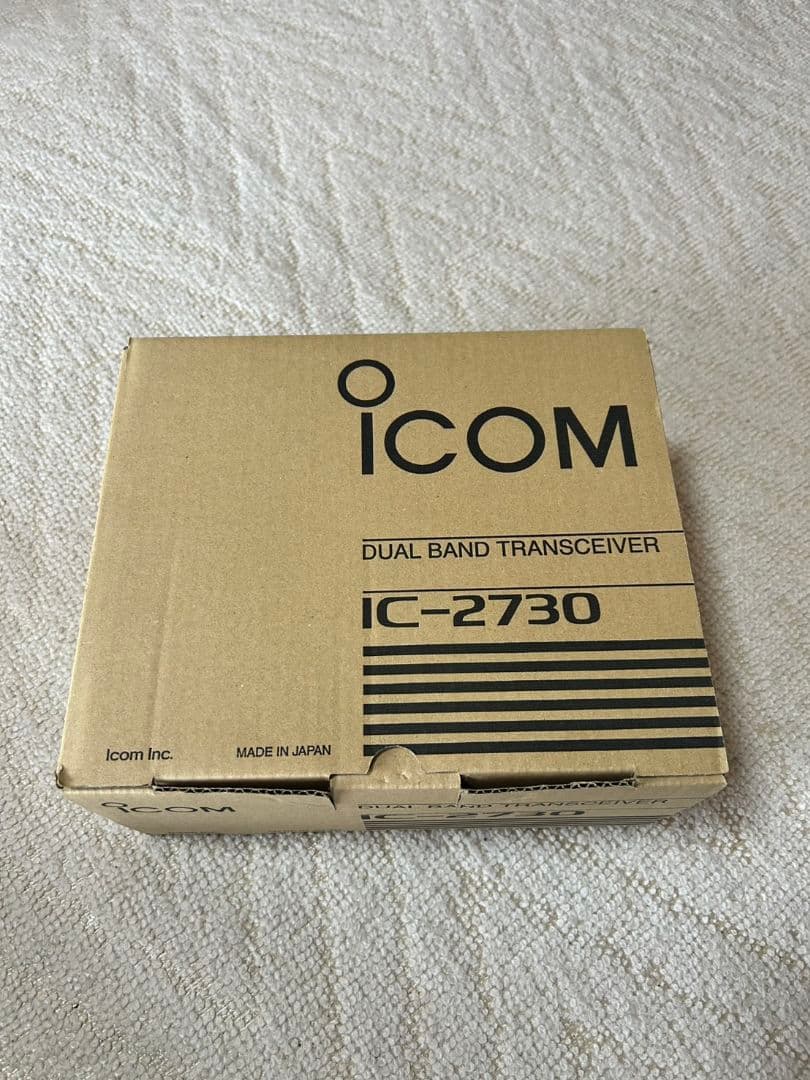 ICOM
DUAL BAND TRANSCEIVER
IC-2730
Icom Inc. MADE IN JAPAN
ICOM DUAL BAND TRANSCEIVER
IC-2730